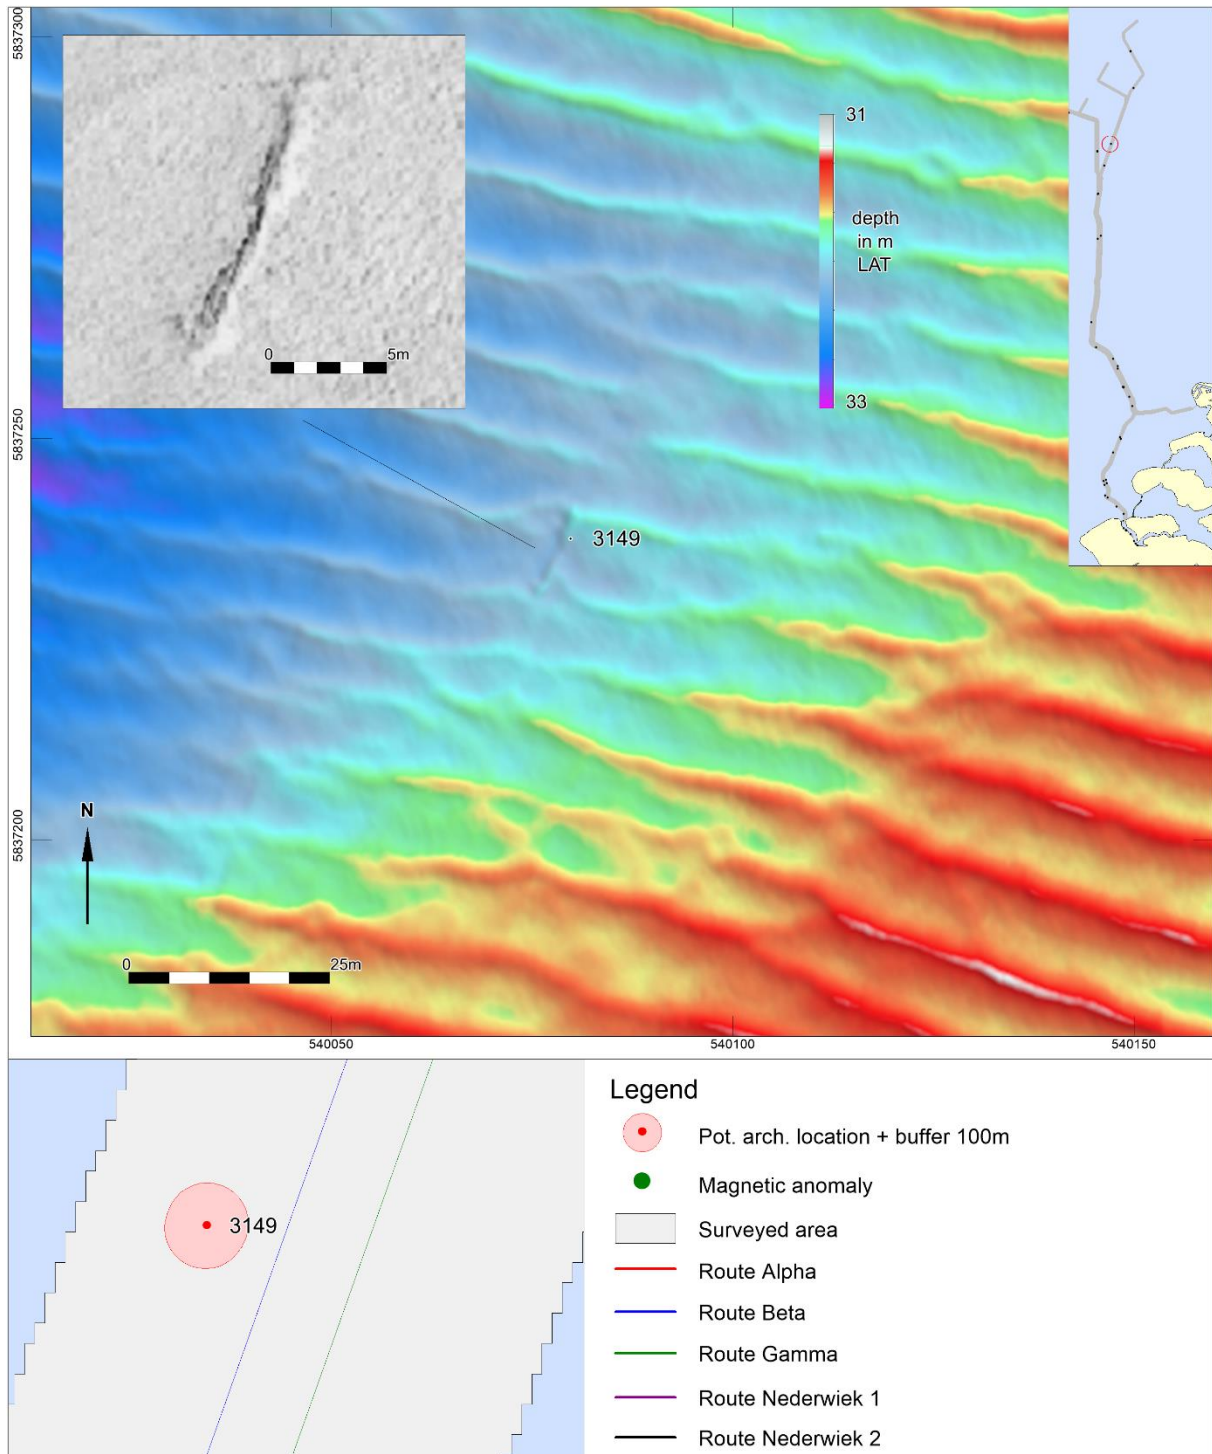 5837300
31
depth
in m
LAT
33
0 5m
5837250
3149
5837200
N
0 25m
540050 540100 540150
3149
Legend
Pot. arch. location + buffer 100m
Magnetic anomaly
Surveyed area
Route Alpha
Route Beta
Route Gamma
Route Nederwiek 1
Route Nederwiek 2